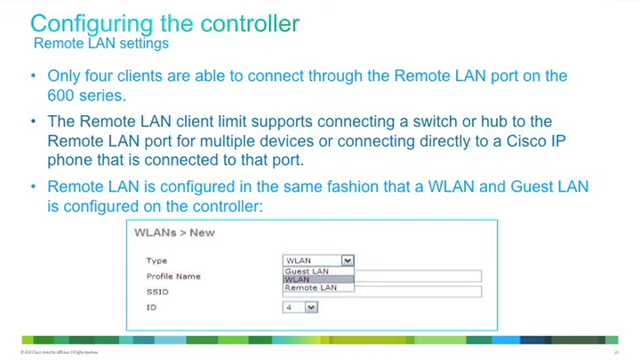 Configuring the controller
Remote LAN settings
• Only four clients are able to connect through the Remote LAN port on the
600 series.
• The Remote LAN client limit supports connecting a switch or hub to the
Remote LAN port for multiple devices or connecting directly to a Cisco IP
phone that is connected to that port.
• Remote LAN is configured in the same fashion that a WLAN and Guest LAN
is configured on the controller:
WLANs > New
Type WLAN
Guest LAN
WLAN
Remote LAN
Profile Name
SSID
ID 4